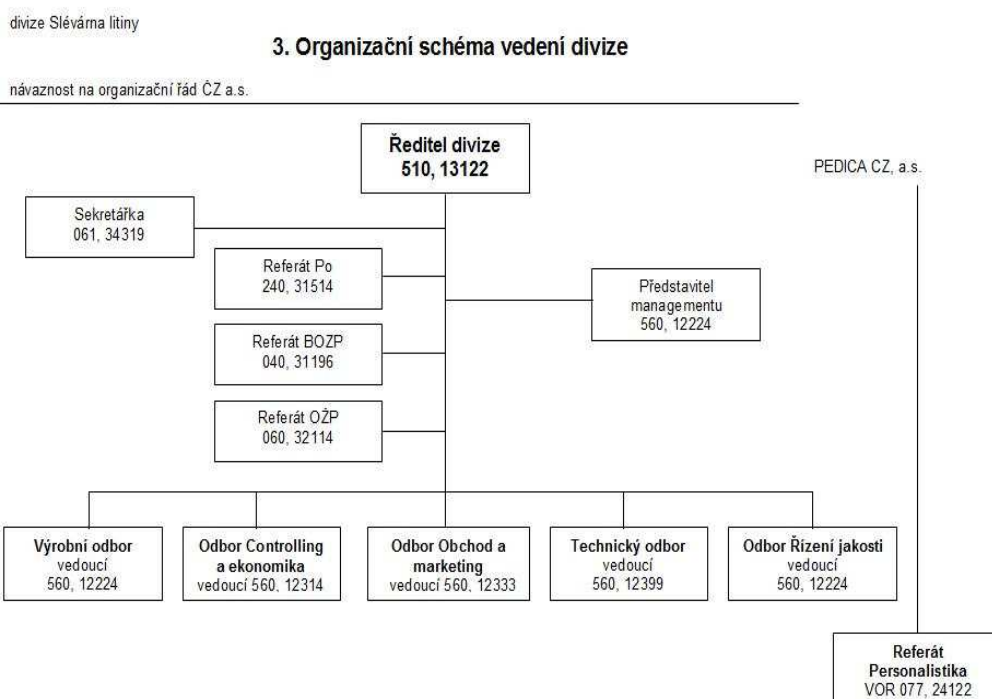 divize Slévárna litiny
3. Organizační schéma vedení divize
návaznost na organizační řád ČZ a.s.
Ředitel divize
510, 13122
PEDICA CZ, a.s.
Sekretářka
061, 34319
Referát Po
240, 31514
Představitel
managementu
560, 12224
Referát BOZP
040, 31196
Referát OŽP
060, 32114
Výrobní odbor
vedoucí
560, 12224
Odbor Controlling
a ekonomika
vedoucí 560, 12314
Odbor Obchod a
marketing
vedoucí 560, 12333
Technický odbor
vedoucí
560, 12399
Odbor Řízení jakosti
vedoucí
560, 12224
Referát
Personalistika
VOR 077, 24122